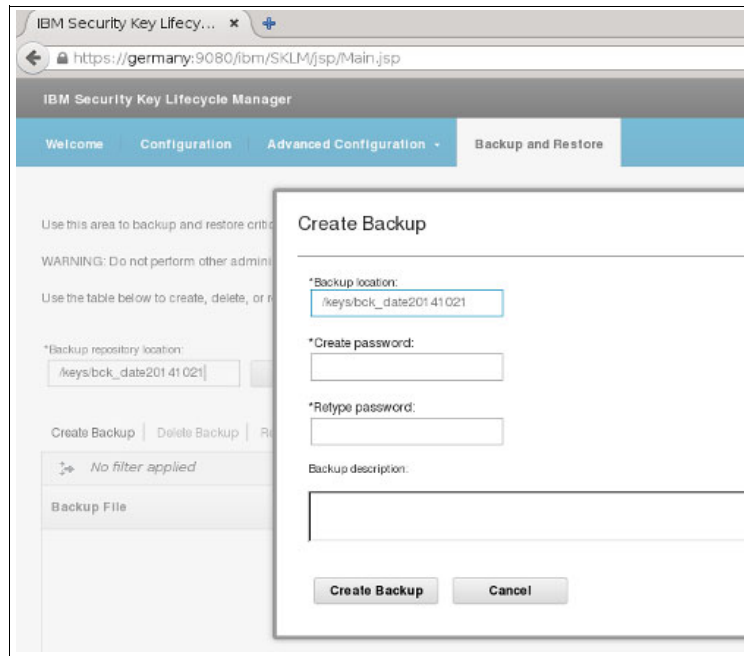 IBM Security Key Lifecy...
https://germany:9080/ibm/SKLM/jsp/Main.jsp
IBM Security Key Lifecycle Manager
Welcome Configuration Advanced Configuration Backup and Restore
Use this area to backup and restore
WARNING: Do not perform other
Use the table below to create, delete, or
*Backup repository location:
/keys/bck_date20141021
Create Backup Delete Backup
No filter applied
Backup File
Create Backup
*Backup location:
/keys/bck_date20141021
*Create password:
*Retype password:
Backup description:
Create Backup Cancel